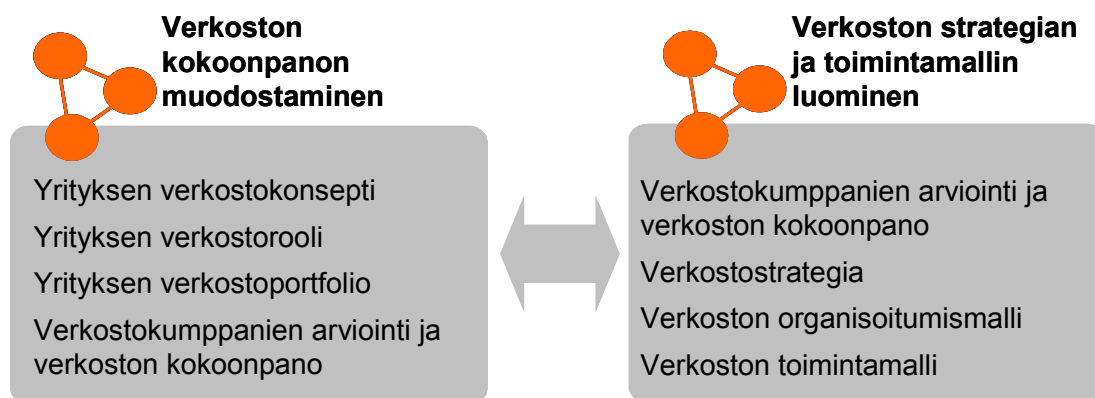 Verkoston
kokoonpanon
muodostaminen
Yrityksen verkostokonsepti
Yrityksen verkostorooli
Yrityksen verkostoportfolio
Verkostokumppanien arviointi ja
verkoston kokoonpano
Verkoston strategian
ja toimintamallin
luominen
Verkostokumppanien arviointi ja
verkoston kokoonpano
Verkostostrategia
Verkoston organisoitumismalli
Verkoston toimintamalli